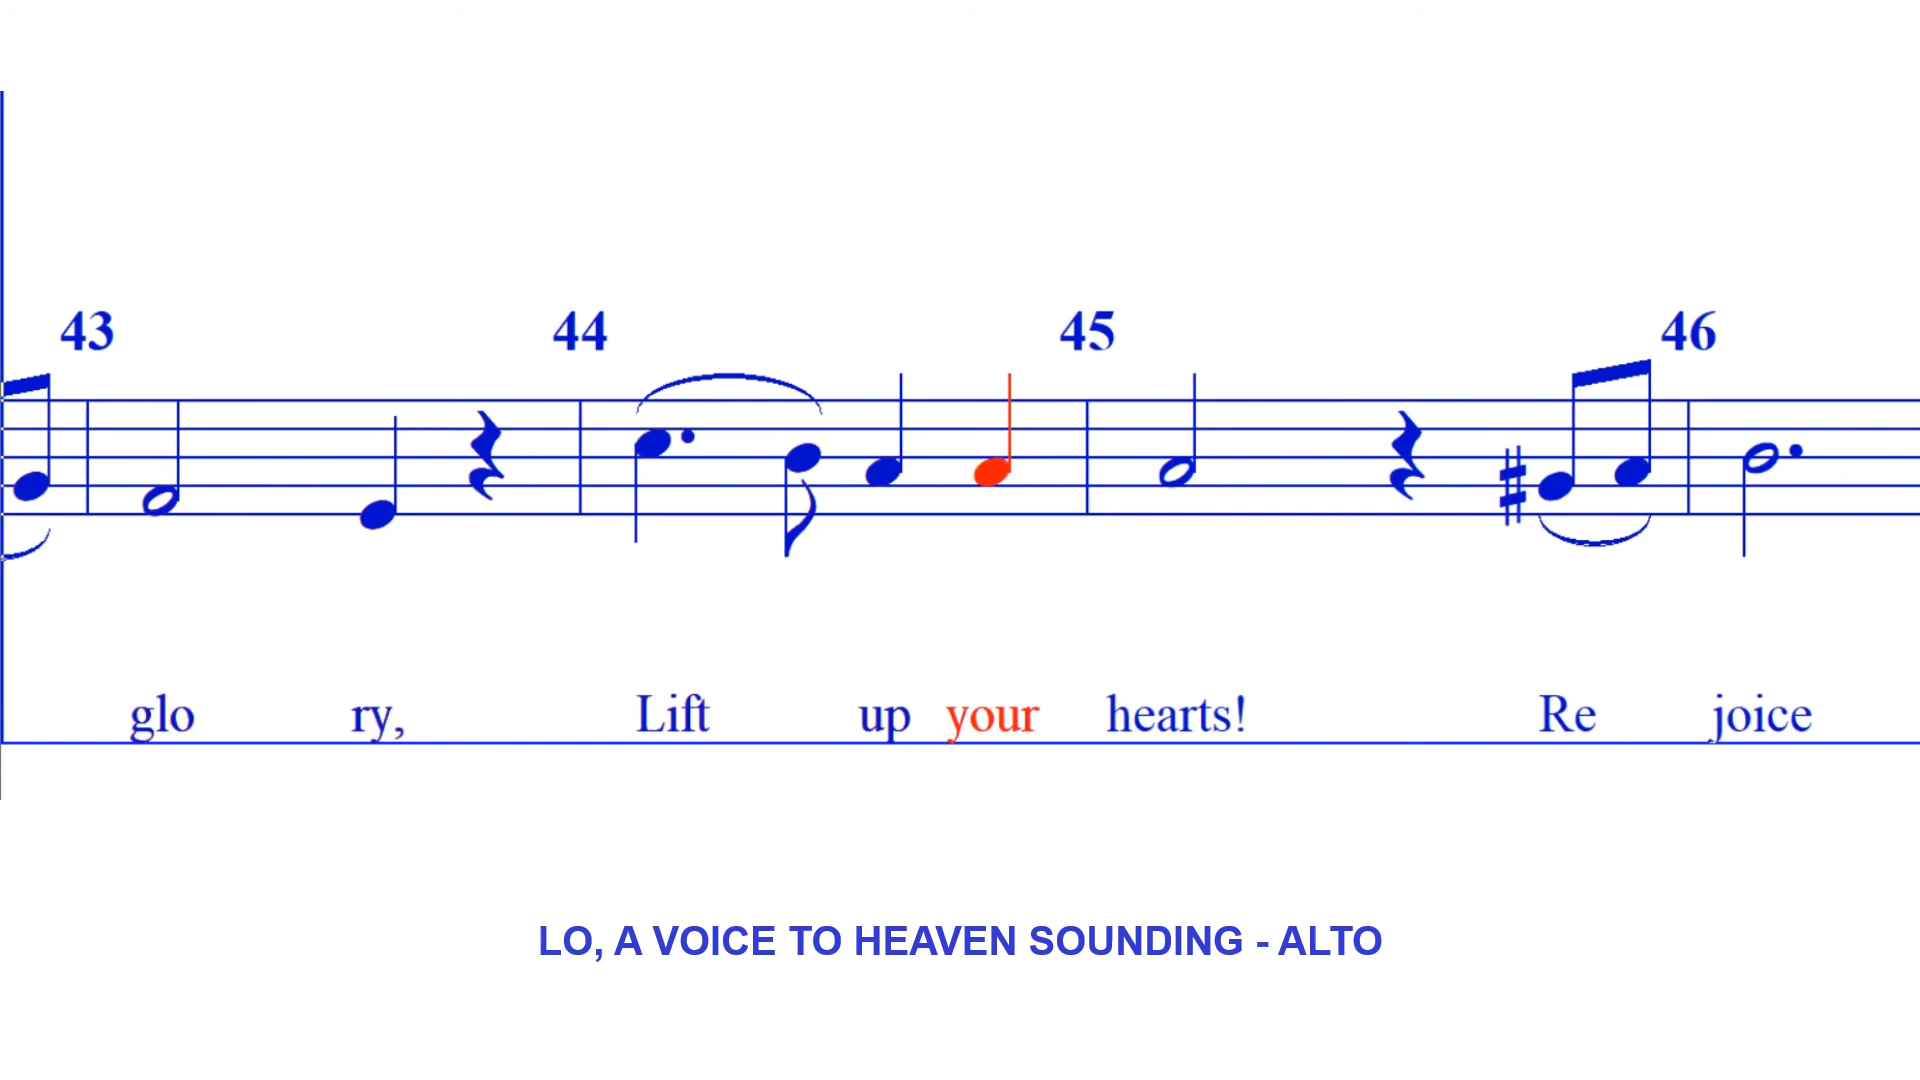 43 44 45 46
glo ry, Lift up your hearts! Re joice
LO, A VOICE TO HEAVEN SOUNDING - ALTO